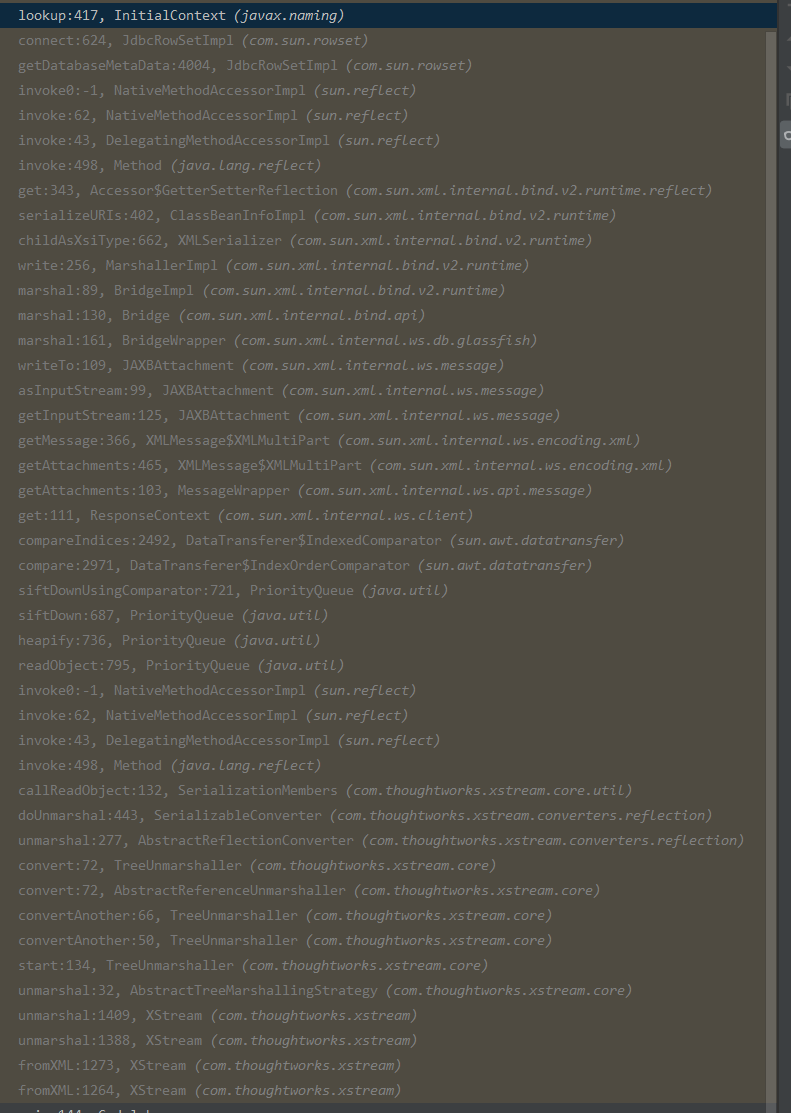 lookup:417, InitialContext (javax.naming)
connect:624, JdbcRowSetImpl (com.sun.rowset)
getDatabaseMetaData:4004, JdbcRowSetImpl (com.sun.rowset)
invoke0:-1, NativeMethodAccessorImpl (sun.reflect)
invoke:62, NativeMethodAccessorImpl (sun.reflect)
invoke:43, DelegatingMethodAccessorImpl (sun.reflect)
invoke:498, Method (java.lang.reflect)
get:343, Accessor$GetterSetterReflection (com.sun.xml.internal.bind.v2.runtime.reflect)
serializeURIs:402, ClassBeanInfoImpl (com.sun.xml.internal.bind.v2.runtime)
childAsXsiType:662, XMLSerializer (com.sun.xml.internal.bind.v2.runtime)
write:256, MarshallerImpl (com.sun.xml.internal.bind.v2.runtime)
marshal:89, BridgeImpl (com.sun.xml.internal.bind.v2.runtime)
marshal:130, Bridge (com.sun.xml.internal.bind.api)
marshal:161, BridgeWrapper (com.sun.xml.internal.ws.db.glassfish)
writeTo:109, JAXBAttachment (com.sun.xml.internal.ws.message)
asInputStream:99, JAXBAttachment (com.sun.xml.internal.ws.message)
getInputStream:125, JAXBAttachment (com.sun.xml.internal.ws.message)
getMessage:366, XMLMessage$XMLMultiPart (com.sun.xml.internal.ws.encoding.xml)
getAttachments:465, XMLMessage$XMLMultiPart (com.sun.xml.internal.ws.encoding.xml)
getAttachments:103, MessageWrapper (com.sun.xml.internal.ws.api.message)
get:111, ResponseContext (com.sun.xml.internal.ws.client)
compareIndices:2492, DataTransferer$IndexedComparator (sun.awt.datatransfer)
compare:2971, DataTransferer$IndexOrderComparator (sun.awt.datatransfer)
siftDownUsingComparator:721, PriorityQueue (java.util)
siftDown:687, PriorityQueue (java.util)
heapify:736, PriorityQueue (java.util)
readObject:795, PriorityQueue (java.util)
invoke0:-1, NativeMethodAccessorImpl (sun.reflect)
invoke:62, NativeMethodAccessorImpl (sun.reflect)
invoke:43, DelegatingMethodAccessorImpl (sun.reflect)
invoke:498, Method (java.lang.reflect)
callReadObject:132, SerializationMembers (com.thoughtworks.xstream.core.util)
doUnmarshal:443, SerializableConverter (com.thoughtworks.xstream.converters.reflection)
unmarshal:277, AbstractReflectionConverter (com.thoughtworks.xstream.converters.reflection)
convert:72, TreeUnmarshaller (com.thoughtworks.xstream.core)
convert:72, AbstractReferenceUnmarshaller (com.thoughtworks.xstream.core)
convertAnother:66, TreeUnmarshaller (com.thoughtworks.xstream.core)
convertAnother:50, TreeUnmarshaller (com.thoughtworks.xstream.core)
start:134, TreeUnmarshaller (com.thoughtworks.xstream.core)
unmarshal:32, AbstractTreeMarshallingStrategy (com.thoughtworks.xstream.core)
unmarshal:1409, XStream (com.thoughtworks.xstream)
unmarshal:1388, XStream (com.thoughtworks.xstream)
fromXML:1273, XStream (com.thoughtworks.xstream)
fromXML:1264, XStream (com.thoughtworks.xstream)